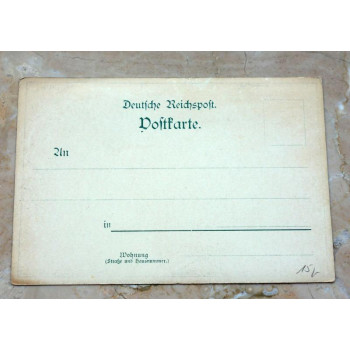 Deutsche Reichspost.
Postkarte.
An
in
Wohnung
(Straße und Hausnummer.)